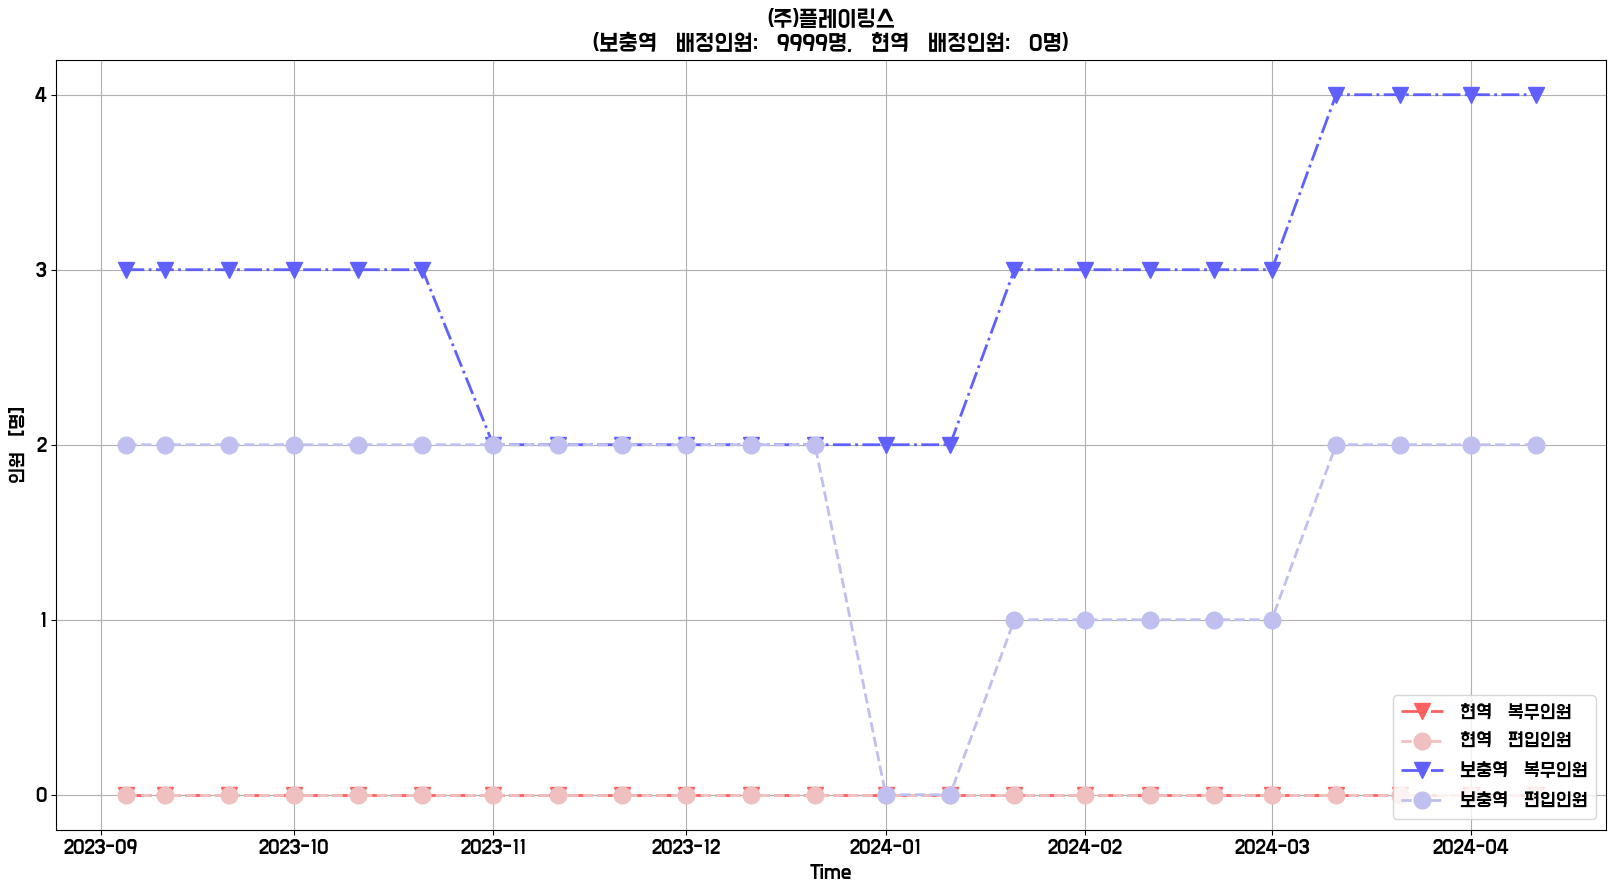 (주)플레이링스
(보충역 배정인원: 9999명, 현역 배정인원: 0명)
4
3
2
1
0
인원 [명]
현역 복무인원
현역 편입인원
보충역 복무인원
보충역 편입인원
2023-09 2023-10 2023-11 2023-12 2024-01 2024-02 2024-03 2024-04
Time